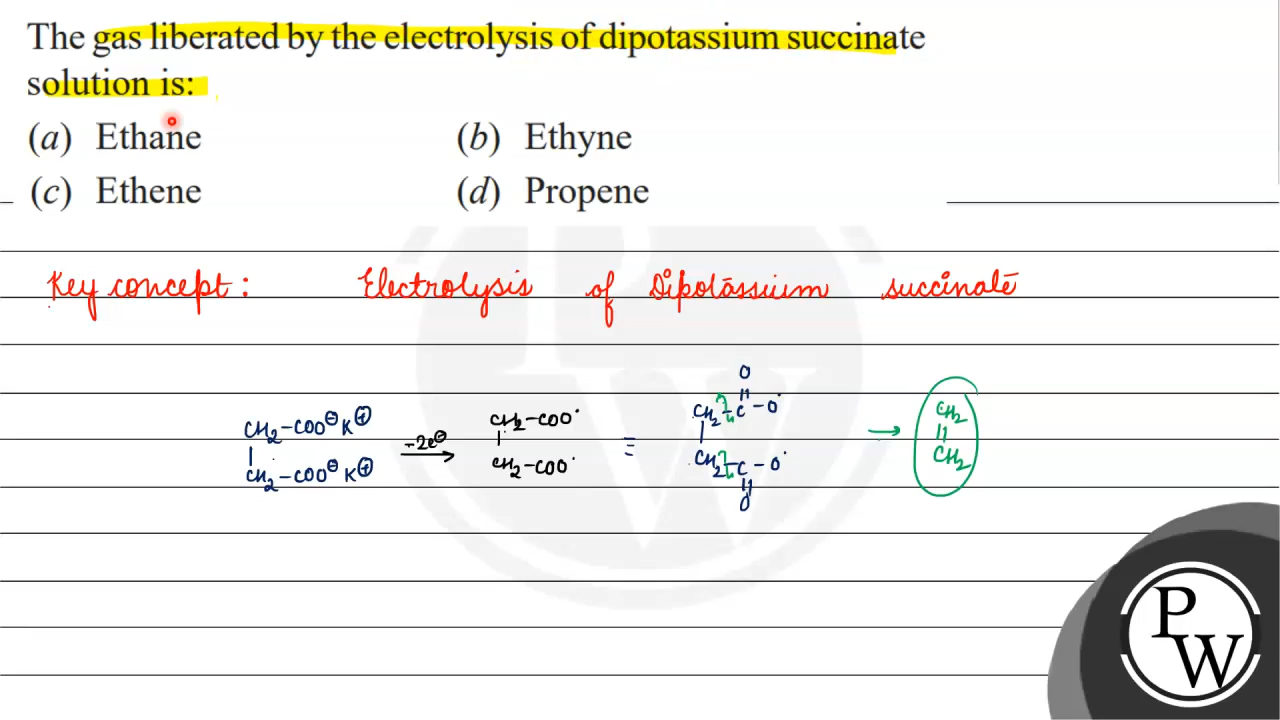 The gas liberated by the electrolysis of dipotassium succinate
solution is:
(a) Ethane (b) Ethyne
(c) Ethene (d) Propene
Key concept : Electrolysis of Dipotassium succinate
CH₂-COO⊖K⊕
|
CH₂-COO⊖K⊕
-2e⊖
CH₂-COO·
|
CH₂-COO·
≡
O
||
CH₂-C-O·
|
CH₂-C-O·
||
O
→
CH₂
||
CH₂
P
W